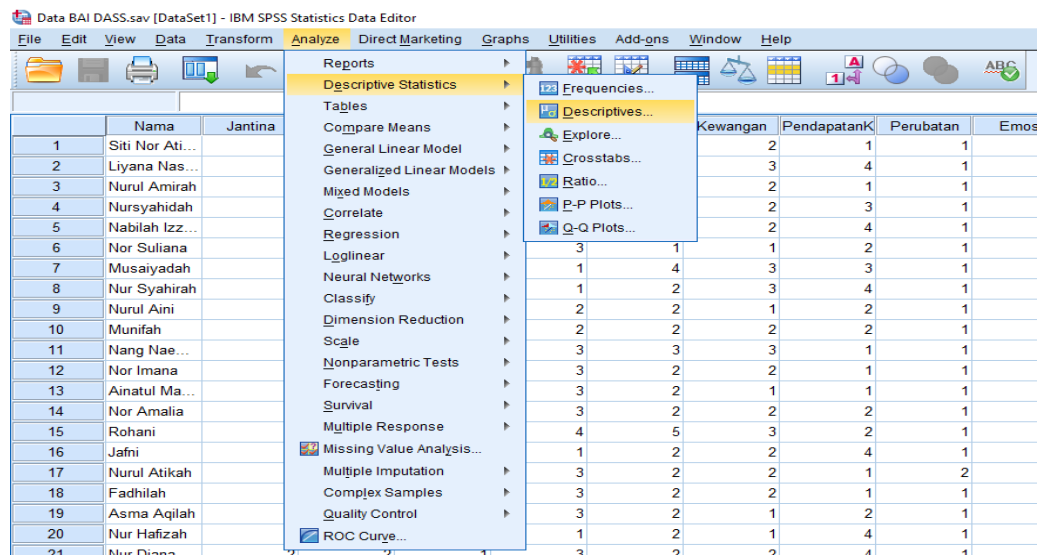 Data BAI DASS.sav [DataSet1] - IBM SPSS Statistics Data Editor
File Edit View Data Transform Analyze Direct Marketing Graphs Utilities Add-ons Window Help
Reports
Descriptive Statistics
Tables
Compare Means
General Linear Model
Generalized Linear Models
Mixed Models
Correlate
Regression
Loglinear
Neural Networks
Classify
Dimension Reduction
Scale
Nonparametric Tests
Forecasting
Survival
Multiple Response
Missing Value Analysis...
Multiple Imputation
Complex Samples
Quality Control
ROC Curve...
Frequencies...
Descriptives...
Explore...
Crosstabs...
Ratio...
P-P Plots...
Q-Q Plots...
Nama Jantina Kewangan PendapatanK Perubatan Emos
1 Siti Nor Ati... 2 1 1
2 Liyana Nas... 3 4 1
3 Nurul Amirah 2 1 1
4 Nursyahidah 2 3 1
5 Nabilah Izz... 2 4 1
6 Nor Suliana 3 1 1 2 1
7 Musaiyadah 1 4 3 3 1
8 Nur Syahirah 1 2 3 4 1
9 Nurul Aini 2 2 1 2 1
10 Munifah 2 2 2 2 1
11 Nang Nae... 3 3 3 1 1
12 Nor Imana 3 2 2 1 1
13 Ainatul Ma... 3 2 1 1 1
14 Nor Amalia 3 2 2 2 1
15 Rohani 4 5 3 2 1
16 Jafni 1 2 2 4 1
17 Nurul Atikah 3 2 2 1 2
18 Fadhilah 3 2 2 1 1
19 Asma Aqilah 3 2 1 2 1
20 Nur Hafizah 1 2 1 4 1
21 Nur Diana 2 2 1 3 2 2 4 1